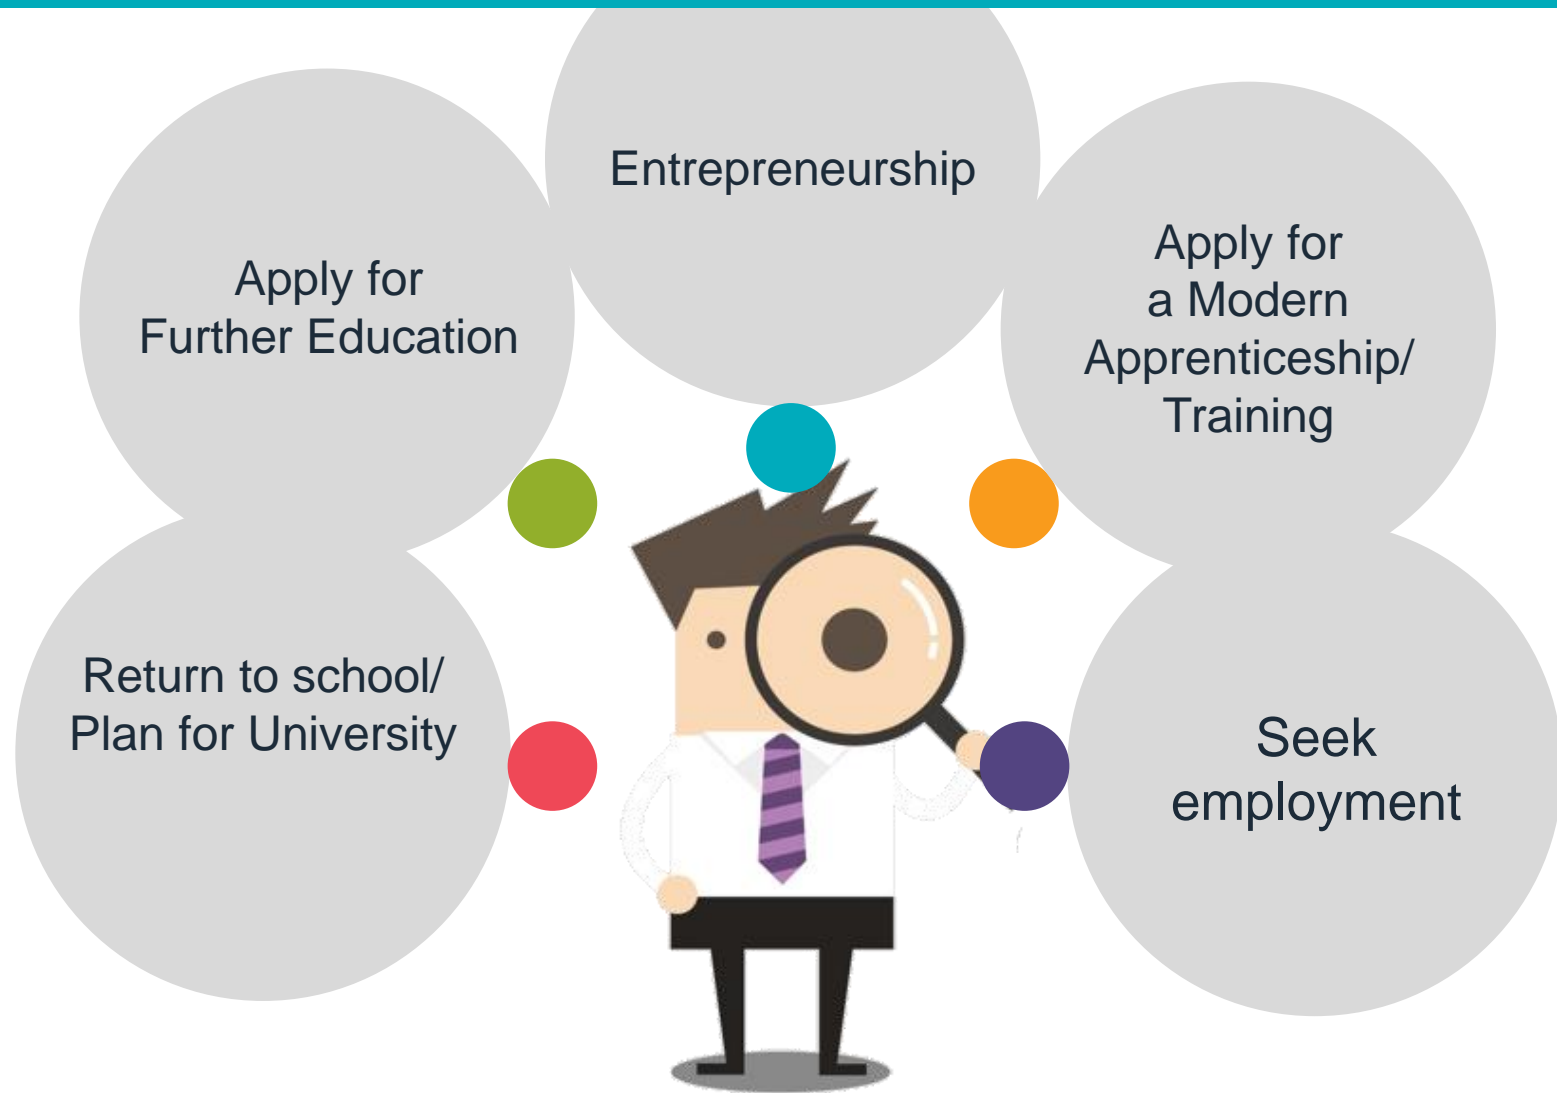 Entrepreneurship
Apply for
Further Education
Apply for
a Modern
Apprenticeship/
Training
Return to school/
Plan for University
Seek
employment